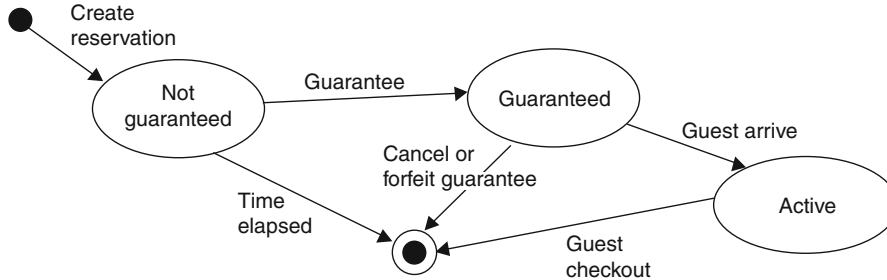 Create
reservation
Not
guaranteed
Guarantee
Guaranteed
Guest arrive
Cancel or
forfeit guarantee
Time
elapsed
Active
Guest
checkout